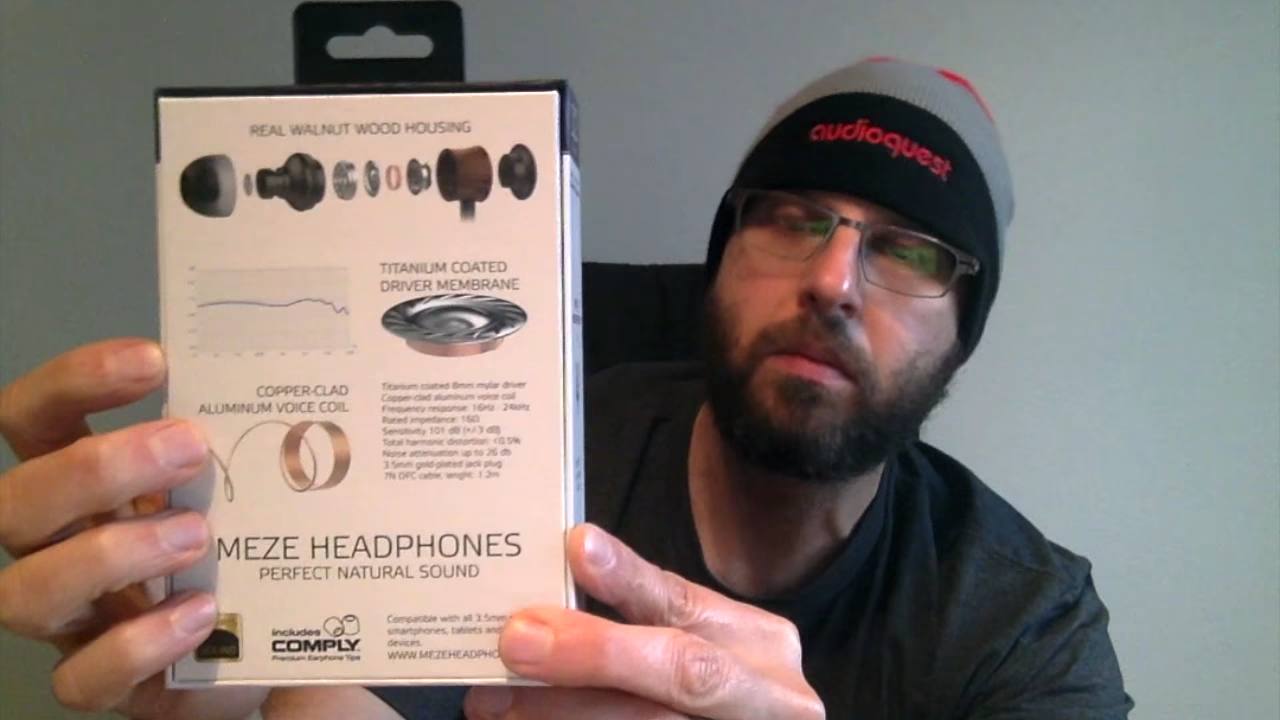 REAL WALNUT WOOD HOUSING
audioquest
TITANIUM COATED
DRIVER MEMBRANE
COPPER-CLAD
ALUMINUM VOICE COIL
Titanium coated 8mm mylar driver
Copper-clad aluminum voice coil
Frequency response: 16Hz - 24kHz
Rated impedance: 16Ω
Sensitivity 101 dB (+/-3 dB)
Total harmonic distortion: <0.5%
Noise attenuation up to 26 db
3.5mm gold-plated jack plug
7N OFC cable, lenght: 1.2m
MEZE HEADPHONES
PERFECT NATURAL SOUND
SOUND
includes
COMPLY
Premium Earphone Tips
Compatible with all 3.5mm
smartphones, tablets and
devices.
WWW.MEZEHEADPHO